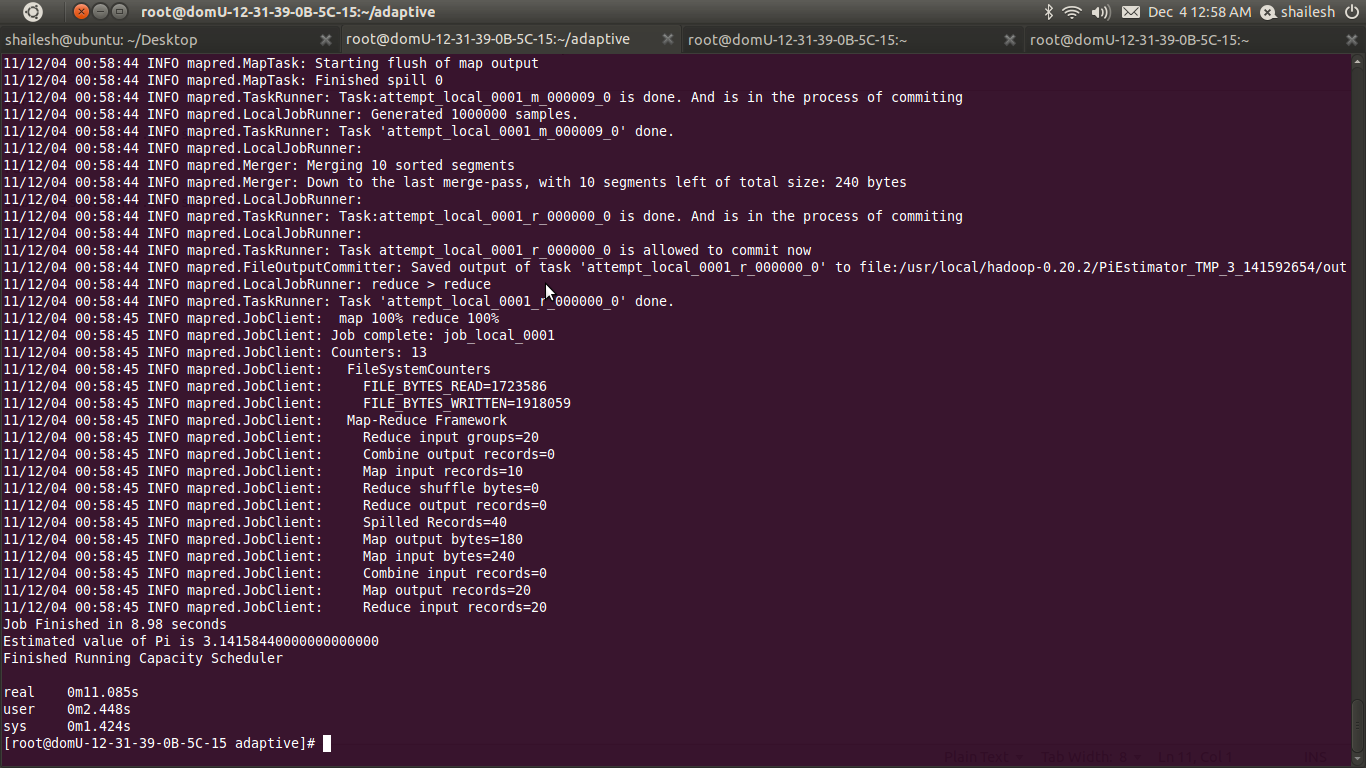 root@domU-12-31-39-0B-5C-15:~/adaptive
Dec 4 12:58 AM
shailesh
shailesh@ubuntu: ~/Desktop
root@domU-12-31-39-0B-5C-15:~/adaptive
root@domU-12-31-39-0B-5C-15:~
root@domU-12-31-39-0B-5C-15:~
11/12/04 00:58:44 INFO mapred.MapTask: Starting flush of map output
11/12/04 00:58:44 INFO mapred.MapTask: Finished spill 0
11/12/04 00:58:44 INFO mapred.TaskRunner: Task:attempt_local_0001_m_000009_0 is done. And is in the process of commiting
11/12/04 00:58:44 INFO mapred.LocalJobRunner: Generated 1000000 samples.
11/12/04 00:58:44 INFO mapred.TaskRunner: Task 'attempt_local_0001_m_000009_0' done.
11/12/04 00:58:44 INFO mapred.LocalJobRunner:
11/12/04 00:58:44 INFO mapred.Merger: Merging 10 sorted segments
11/12/04 00:58:44 INFO mapred.Merger: Down to the last merge-pass, with 10 segments left of total size: 240 bytes
11/12/04 00:58:44 INFO mapred.LocalJobRunner:
11/12/04 00:58:44 INFO mapred.TaskRunner: Task:attempt_local_0001_r_000000_0 is done. And is in the process of commiting
11/12/04 00:58:44 INFO mapred.LocalJobRunner:
11/12/04 00:58:44 INFO mapred.TaskRunner: Task attempt_local_0001_r_000000_0 is allowed to commit now
11/12/04 00:58:44 INFO mapred.FileOutputCommitter: Saved output of task 'attempt_local_0001_r_000000_0' to file:/usr/local/hadoop-0.20.2/PiEstimator_TMP_3_141592654/out
11/12/04 00:58:44 INFO mapred.LocalJobRunner: reduce > reduce
11/12/04 00:58:44 INFO mapred.TaskRunner: Task 'attempt_local_0001_r_000000_0' done.
11/12/04 00:58:45 INFO mapred.JobClient:  map 100% reduce 100%
11/12/04 00:58:45 INFO mapred.JobClient: Job complete: job_local_0001
11/12/04 00:58:45 INFO mapred.JobClient: Counters: 13
11/12/04 00:58:45 INFO mapred.JobClient:   FileSystemCounters
11/12/04 00:58:45 INFO mapred.JobClient:     FILE_BYTES_READ=1723586
11/12/04 00:58:45 INFO mapred.JobClient:     FILE_BYTES_WRITTEN=1918059
11/12/04 00:58:45 INFO mapred.JobClient:   Map-Reduce Framework
11/12/04 00:58:45 INFO mapred.JobClient:     Reduce input groups=20
11/12/04 00:58:45 INFO mapred.JobClient:     Combine output records=0
11/12/04 00:58:45 INFO mapred.JobClient:     Map input records=10
11/12/04 00:58:45 INFO mapred.JobClient:     Reduce shuffle bytes=0
11/12/04 00:58:45 INFO mapred.JobClient:     Reduce output records=0
11/12/04 00:58:45 INFO mapred.JobClient:     Spilled Records=40
11/12/04 00:58:45 INFO mapred.JobClient:     Map output bytes=180
11/12/04 00:58:45 INFO mapred.JobClient:     Map input bytes=240
11/12/04 00:58:45 INFO mapred.JobClient:     Combine input records=0
11/12/04 00:58:45 INFO mapred.JobClient:     Map output records=20
11/12/04 00:58:45 INFO mapred.JobClient:     Reduce input records=20
Job Finished in 8.98 seconds
Estimated value of Pi is 3.14158440000000000000
Finished Running Capacity Scheduler
real    0m11.085s
user    0m2.448s
sys     0m1.424s
[root@domU-12-31-39-0B-5C-15 adaptive]#
Plain Text Tab Width: 8 Ln 11, Col 1 INS